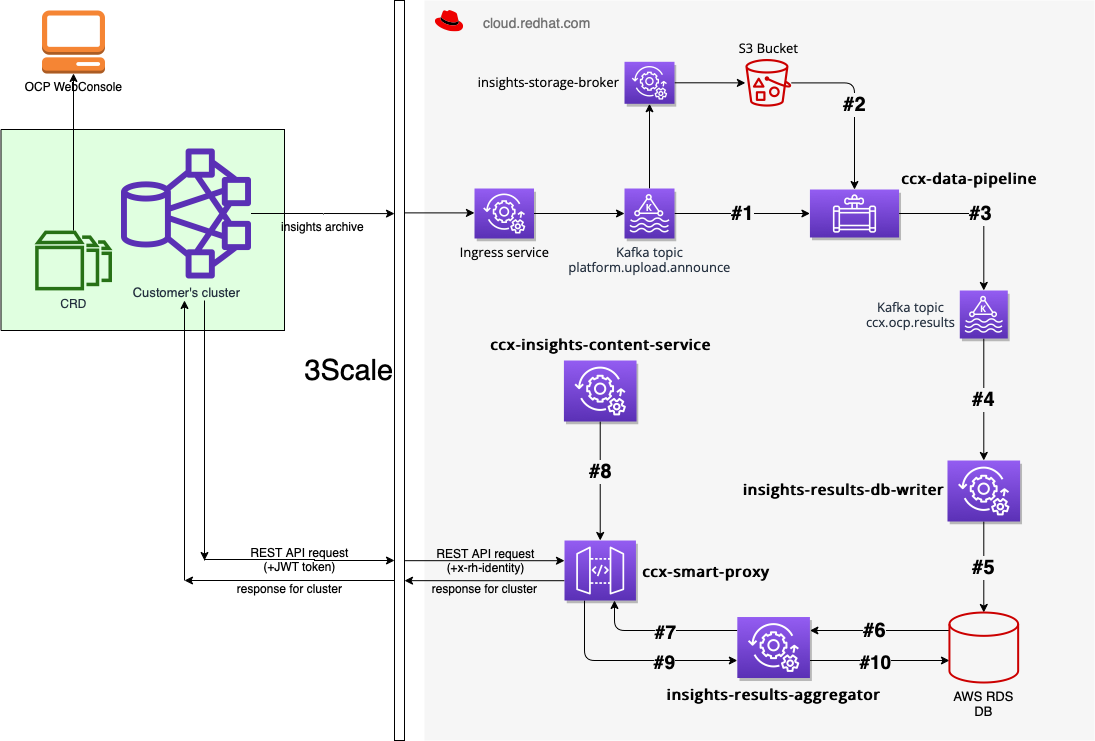 cloud.redhat.com
OCP WebConsole
S3 Bucket
insights-storage-broker
#2
ccx-data-pipeline
insights archive
#1
#3
Ingress service
Kafka topic
platform.upload.announce
CRD
Customer's cluster
Kafka topic
ccx.ocp.results
3Scale
ccx-insights-content-service
#4
#8
insights-results-db-writer
REST API request
(+JWT token)
response for cluster
REST API request
(+x-rh-identity)
response for cluster
ccx-smart-proxy
#5
#7
#6
#9
#10
insights-results-aggregator
AWS RDS
DB